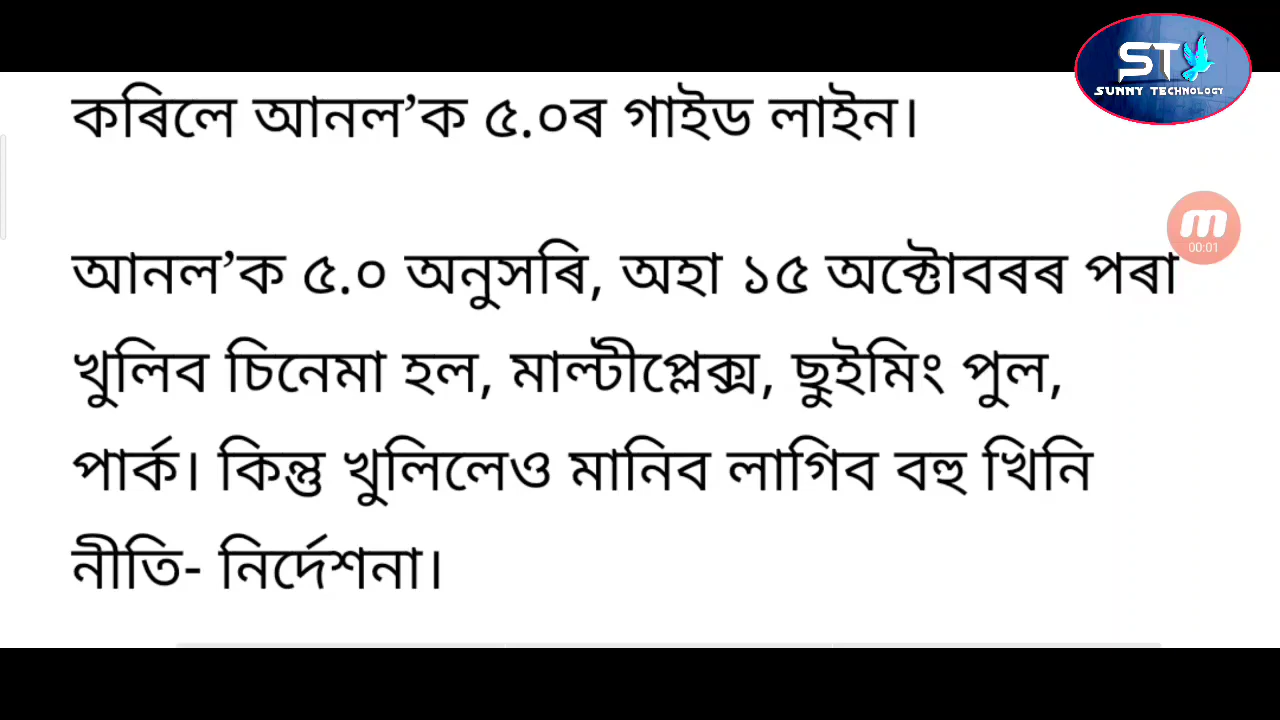 ST
SUNNY TECHNOLOGY
কৰিলে আনল’ক ৫.০ৰ গাইড লাইন।
m
00:01
আনল’ক ৫.০ অনুসৰি, অহা ১৫ অক্টোবৰৰ পৰা
খুলিব চিনেমা হল, মাল্টীপ্লেক্স, ছুইমিং পুল,
পাৰ্ক। কিন্তু খুলিলেও মানিব লাগিব বহু খিনি
নীতি- নিৰ্দেশনা।